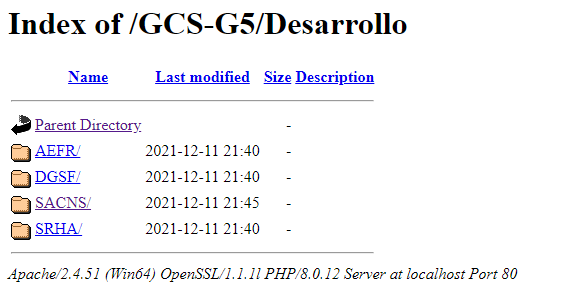 Index of /GCS-G5/Desarrollo
Name Last modified Size Description
Parent Directory -
AEFR/ 2021-12-11 21:40 -
DGSF/ 2021-12-11 21:40 -
SACNS/ 2021-12-11 21:45 -
SRHA/ 2021-12-11 21:40 -
Apache/2.4.51 (Win64) OpenSSL/1.1.1l PHP/8.0.12 Server at localhost Port 80